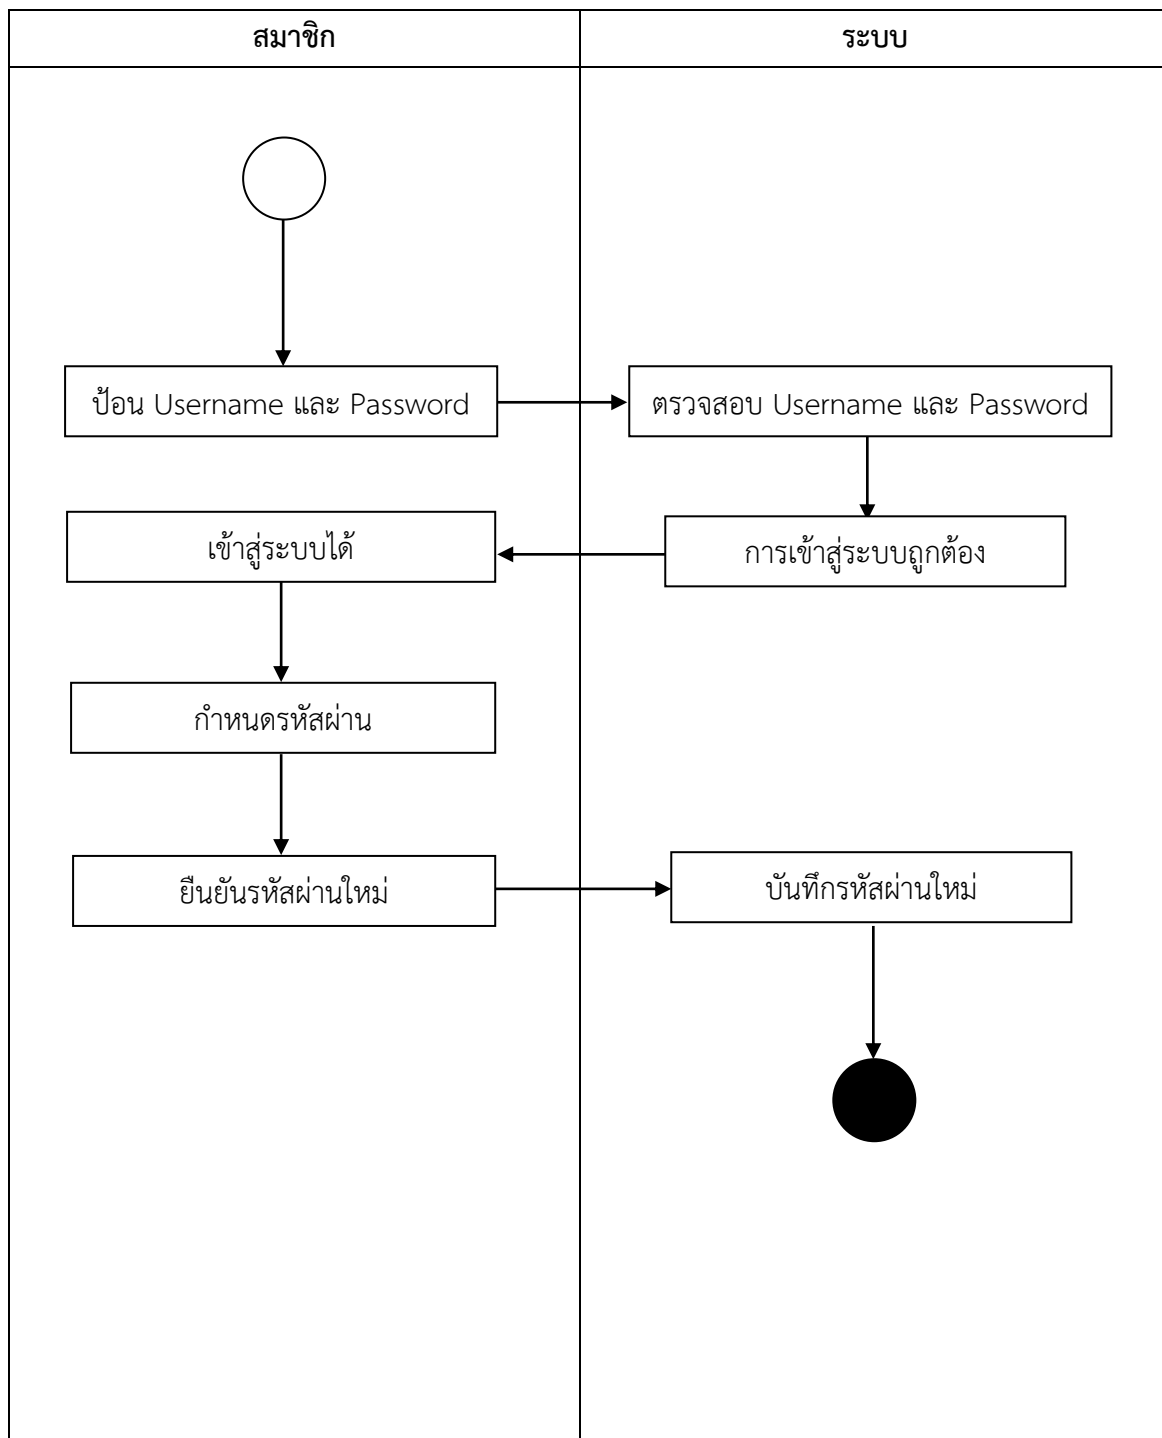 สมาชิก
ระบบ
ป้อน Username และ Password
ตรวจสอบ Username และ Password
เข้าสู่ระบบได้
การเข้าสู่ระบบถูกต้อง
กำหนดรหัสผ่าน
ยืนยันรหัสผ่านใหม่
บันทึกรหัสผ่านใหม่